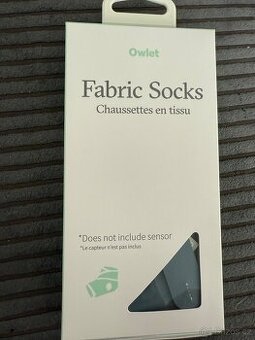 Owlet
Fabric Socks
Chaussettes en tissu
*Does not include sensor
*Le capteur n'est pas inclus